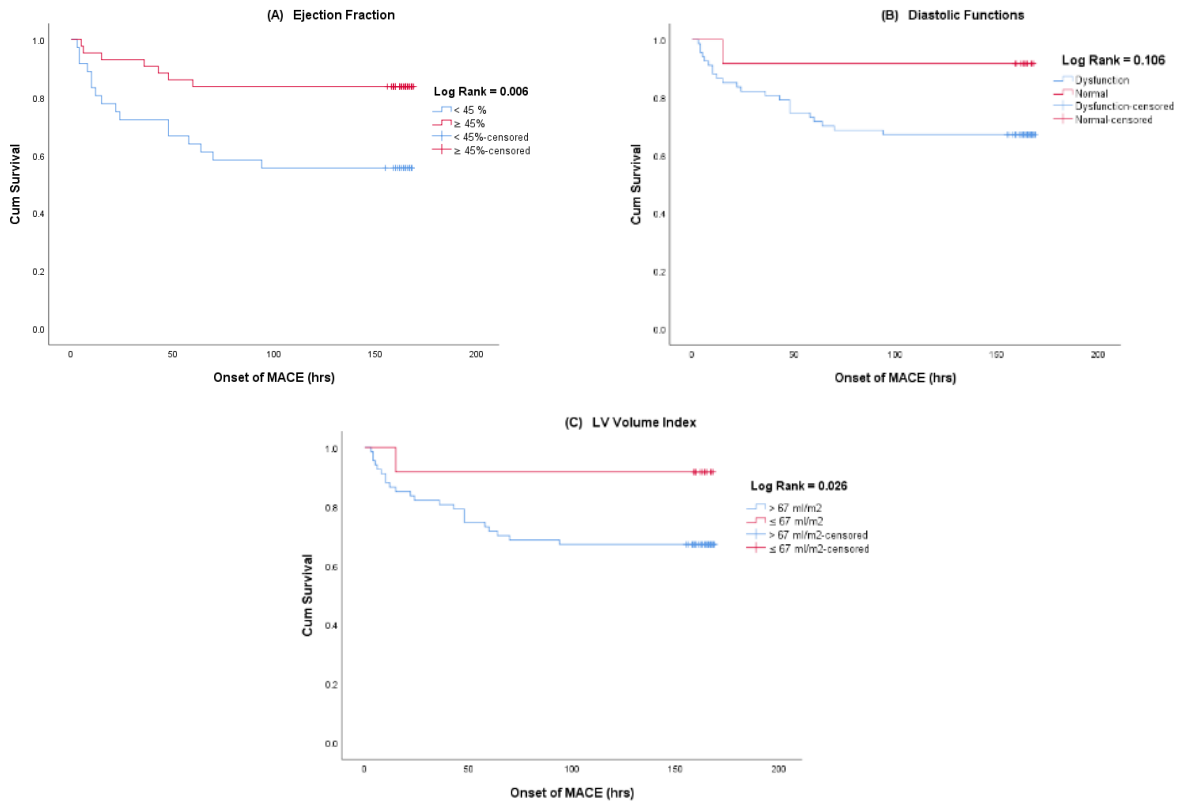 (A) Ejection Fraction
1.0
0.8
0.6
0.4
0.2
0.0
Cum Survival
0
50
100
150
200
Onset of MACE (hrs)
Log Rank = 0.006
< 45 %
≥ 45%
< 45%-censored
≥ 45%-censored
(B) Diastolic Functions
1.0
0.8
0.6
0.4
0.2
0.0
Cum Survival
0
50
100
150
200
Onset of MACE (hrs)
Log Rank = 0.106
Dysfunction
Normal
Dysfunction-censored
Normal-censored
(C) LV Volume Index
1.0
0.8
0.6
0.4
0.2
0.0
Cum Survival
0
50
100
150
200
Onset of MACE (hrs)
Log Rank = 0.026
> 67 ml/m2
≤ 67 ml/m2
> 67 ml/m2-censored
≤ 67 ml/m2-censored